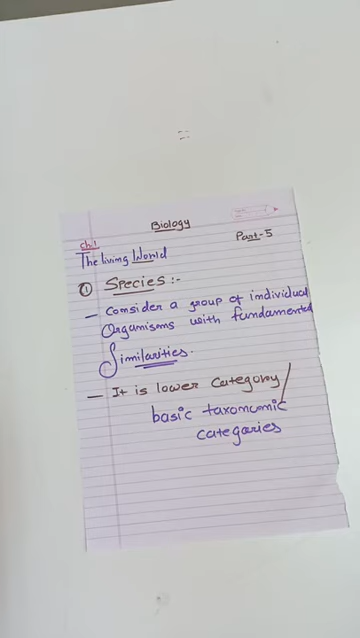 Biology
Part-5
ch.1
The living World
① Species :-
– Consider a group of individual
Organisms with fundamental
Similarities.
– It is lower Category/
basic taxonomic
categories